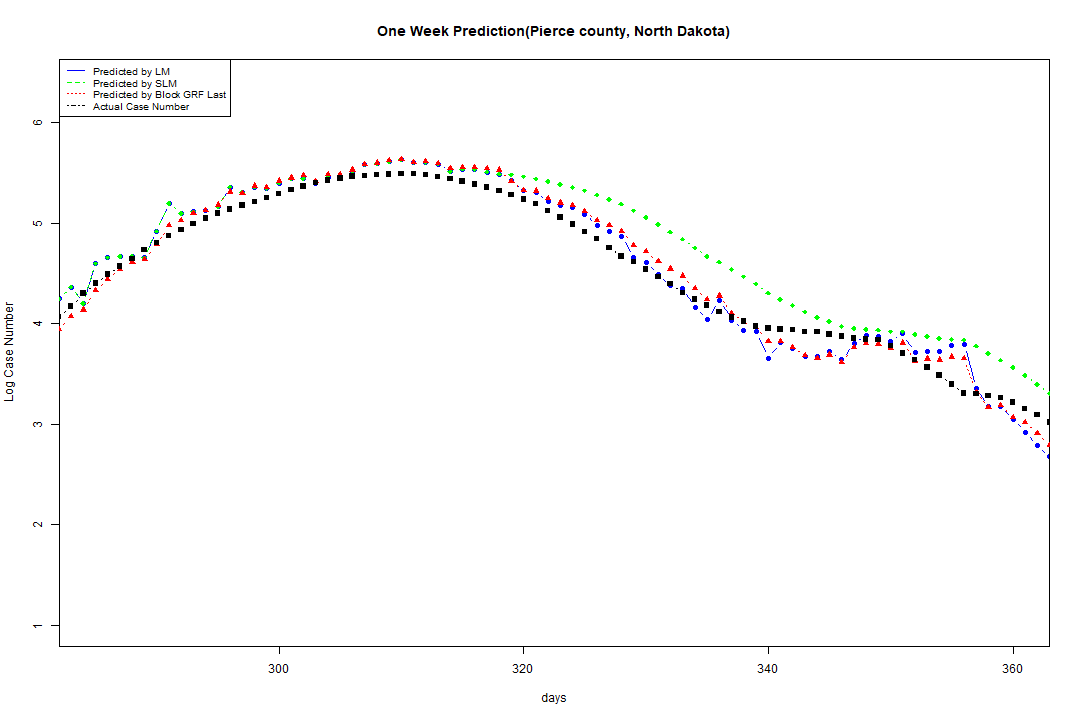 One Week Prediction(Pierce county, North Dakota)
Predicted by LM
Predicted by SLM
Predicted by Block GRF Last
Actual Case Number
6
5
4
3
2
1
Log Case Number
300 320 340 360
days